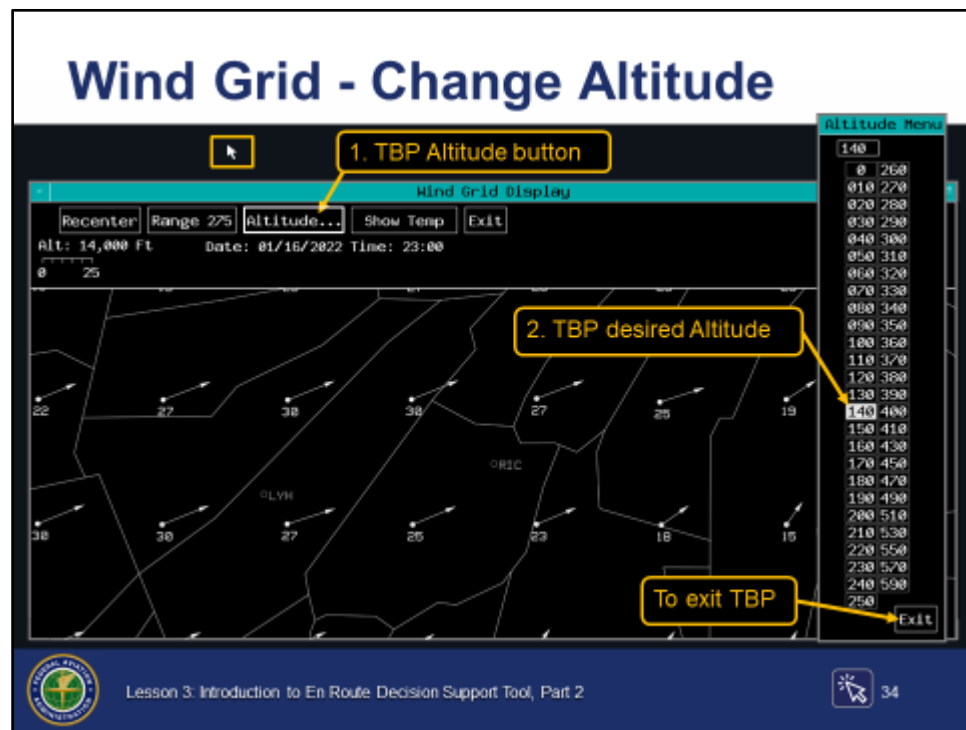 Wind Grid - Change Altitude
Altitude Menu
140
1. TBP Altitude button
Wind Grid Display
Recenter Range 275 Altitude... Show Temp Exit
Alt: 14,000 Ft Date: 01/16/2022 Time: 23:00
0 25
0 260
010 270
020 280
030 290
040 300
050 310
060 320
070 330
080 340
090 350
100 360
110 370
120 380
130 390
140 400
150 410
160 430
170 450
180 470
190 490
200 510
210 530
220 550
230 570
240 590
250
Exit
2. TBP desired Altitude
22 27 30 30 27 25 19
RIC
LYH
30 30 27 25 23 18 15
To exit TBP
FEDERAL AVIATION
ADMINISTRATION
Lesson 3: Introduction to En Route Decision Support Tool, Part 2
34